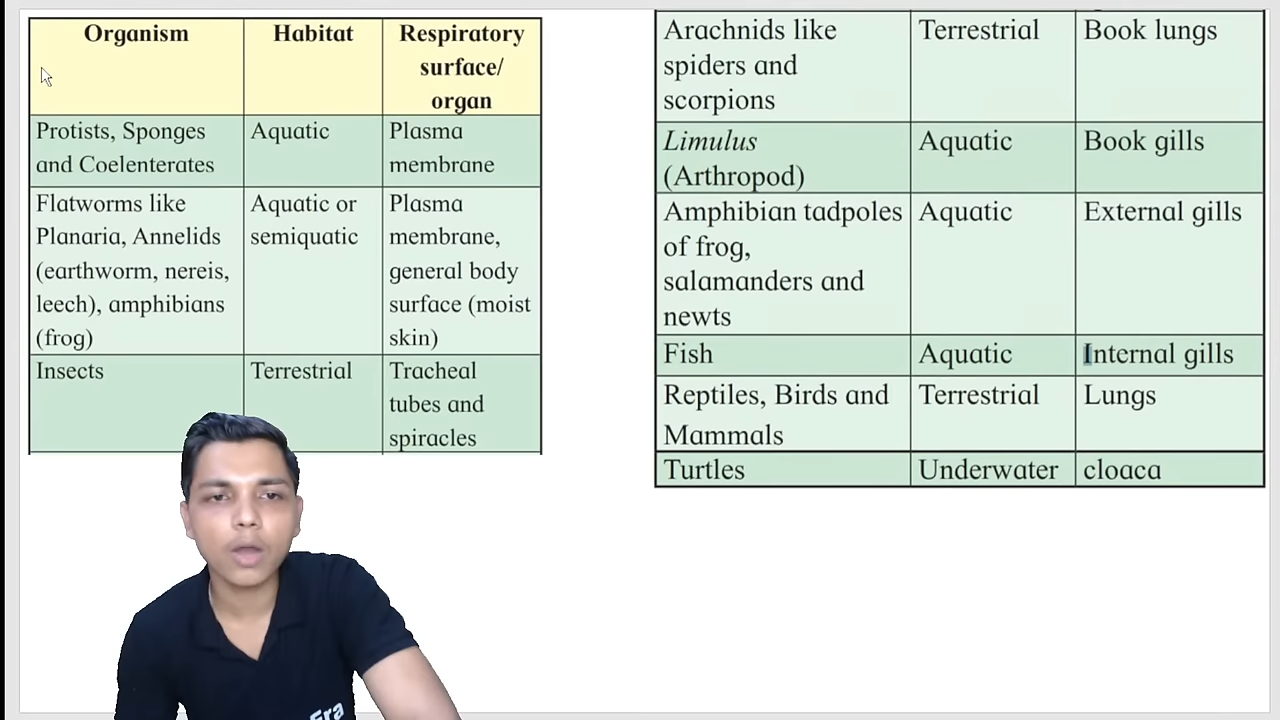 Organism Habitat Respiratory
surface/
organ
Protists, Sponges Aquatic Plasma
and Coelenterates membrane
Flatworms like Aquatic or Plasma
Planaria, Annelids semiquatic membrane,
(earthworm, nereis, general body
leech), amphibians surface (moist
(frog) skin)
Insects Terrestrial Tracheal
tubes and
spiracles
Arachnids like Terrestrial Book lungs
spiders and
scorpions
Limulus Aquatic Book gills
(Arthropod)
Amphibian tadpoles Aquatic External gills
of frog,
salamanders and
newts
Fish Aquatic Internal gills
Reptiles, Birds and Terrestrial Lungs
Mammals
Turtles Underwater cloaca
Era